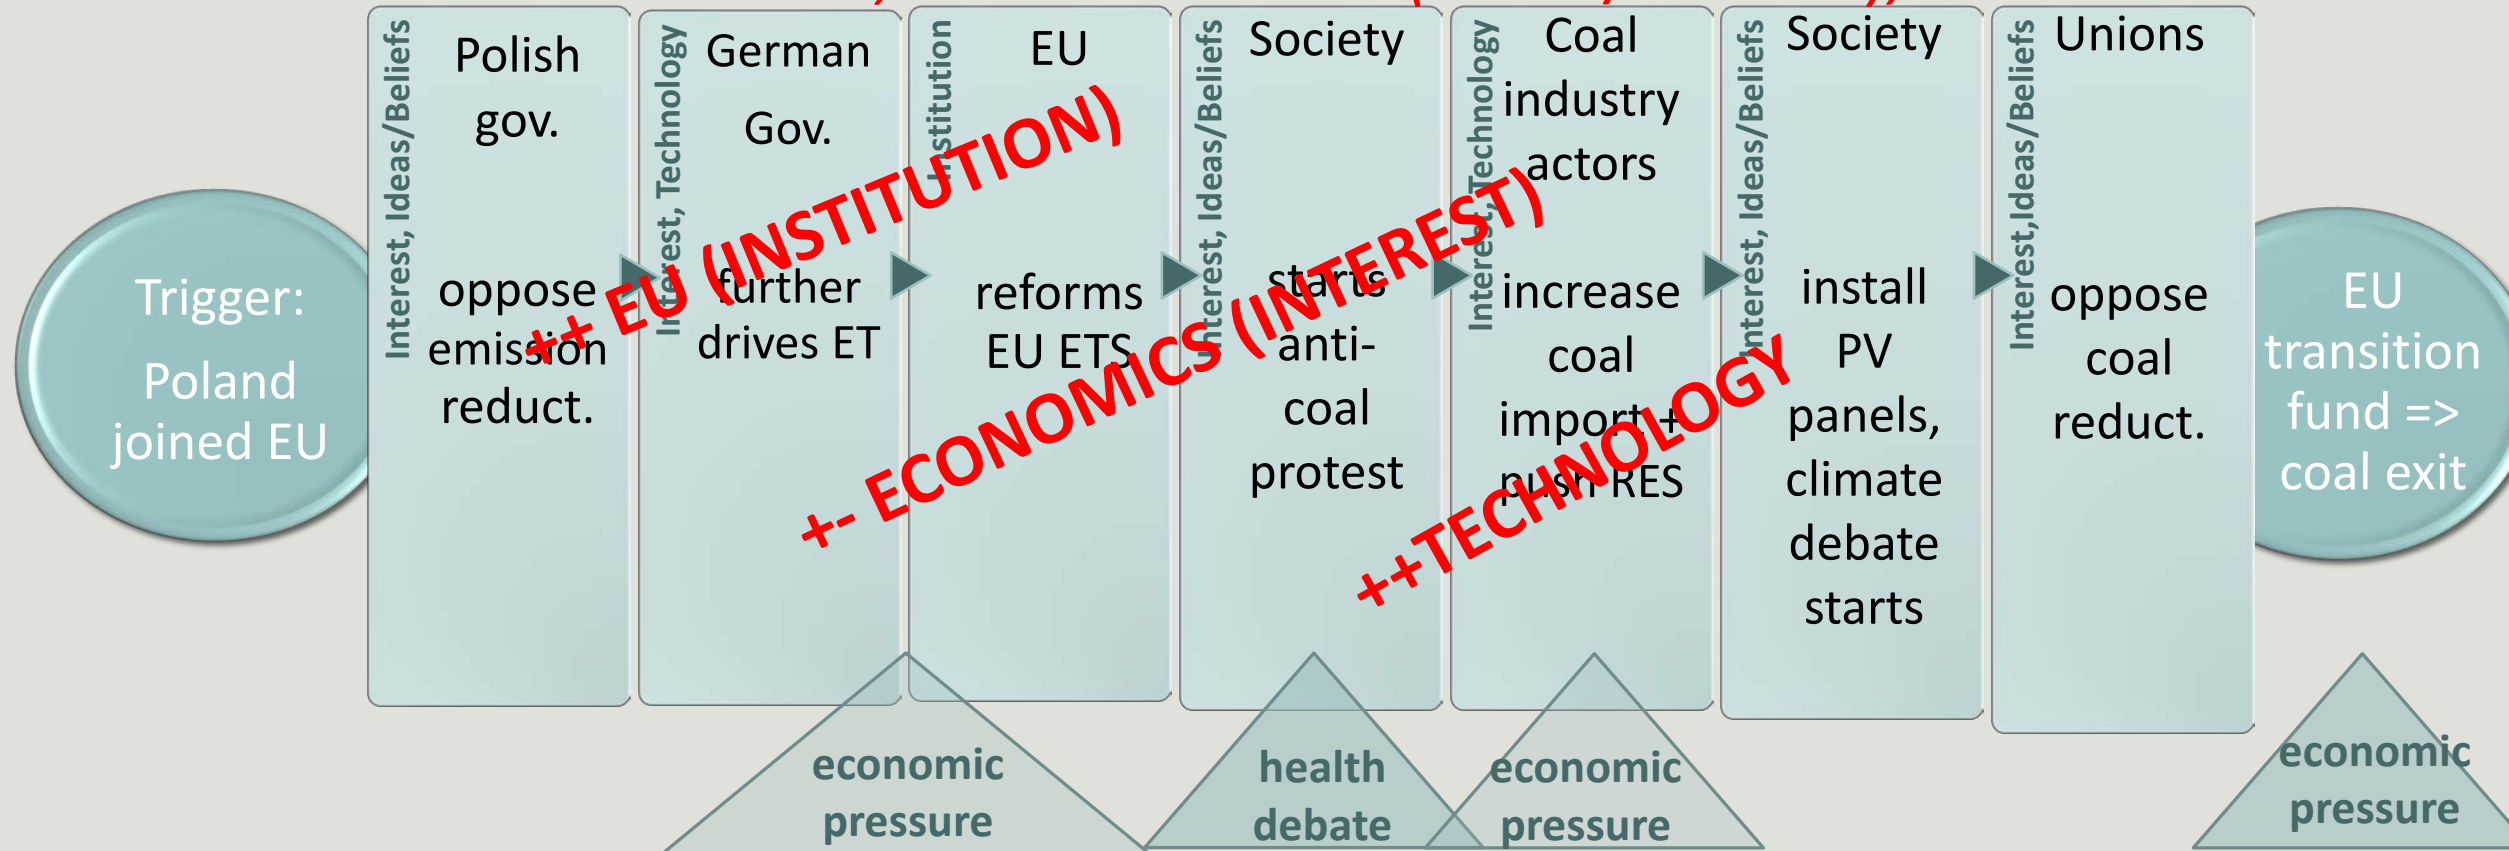 Trigger:
Poland
joined EU
Interest, Ideas/Beliefs
Polish
gov.
oppose
emission
reduct.
Interest, Technology
German
Gov.
further
drives ET
Institution
EU
reforms
EU ETS
Interest, Ideas/Beliefs
Society
starts
anti-
coal
protest
Interest,Technology
Coal
industry
actors
increase
coal
import +
push RES
Interest, Ideas/Beliefs
Society
install
PV
panels,
climate
debate
starts
Interest,Ideas/Beliefs
Unions
oppose
coal
reduct.
EU
transition
fund =>
coal exit
++ EU (INSTITUTION)
+- ECONOMICS (INTEREST)
++TECHNOLOGY
economic
pressure
health
debate
economic
pressure
economic
pressure